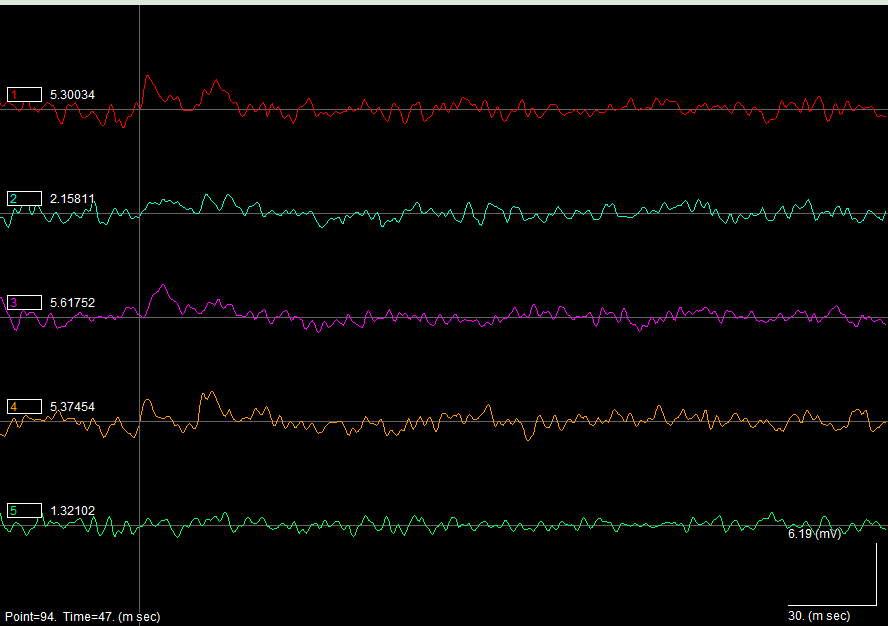 1 5.30034
2 2.15811
3 5.61752
4 5.37454
5 1.32102
6.19 (mV)
Point=94. Time=47. (m sec)
30. (m sec)